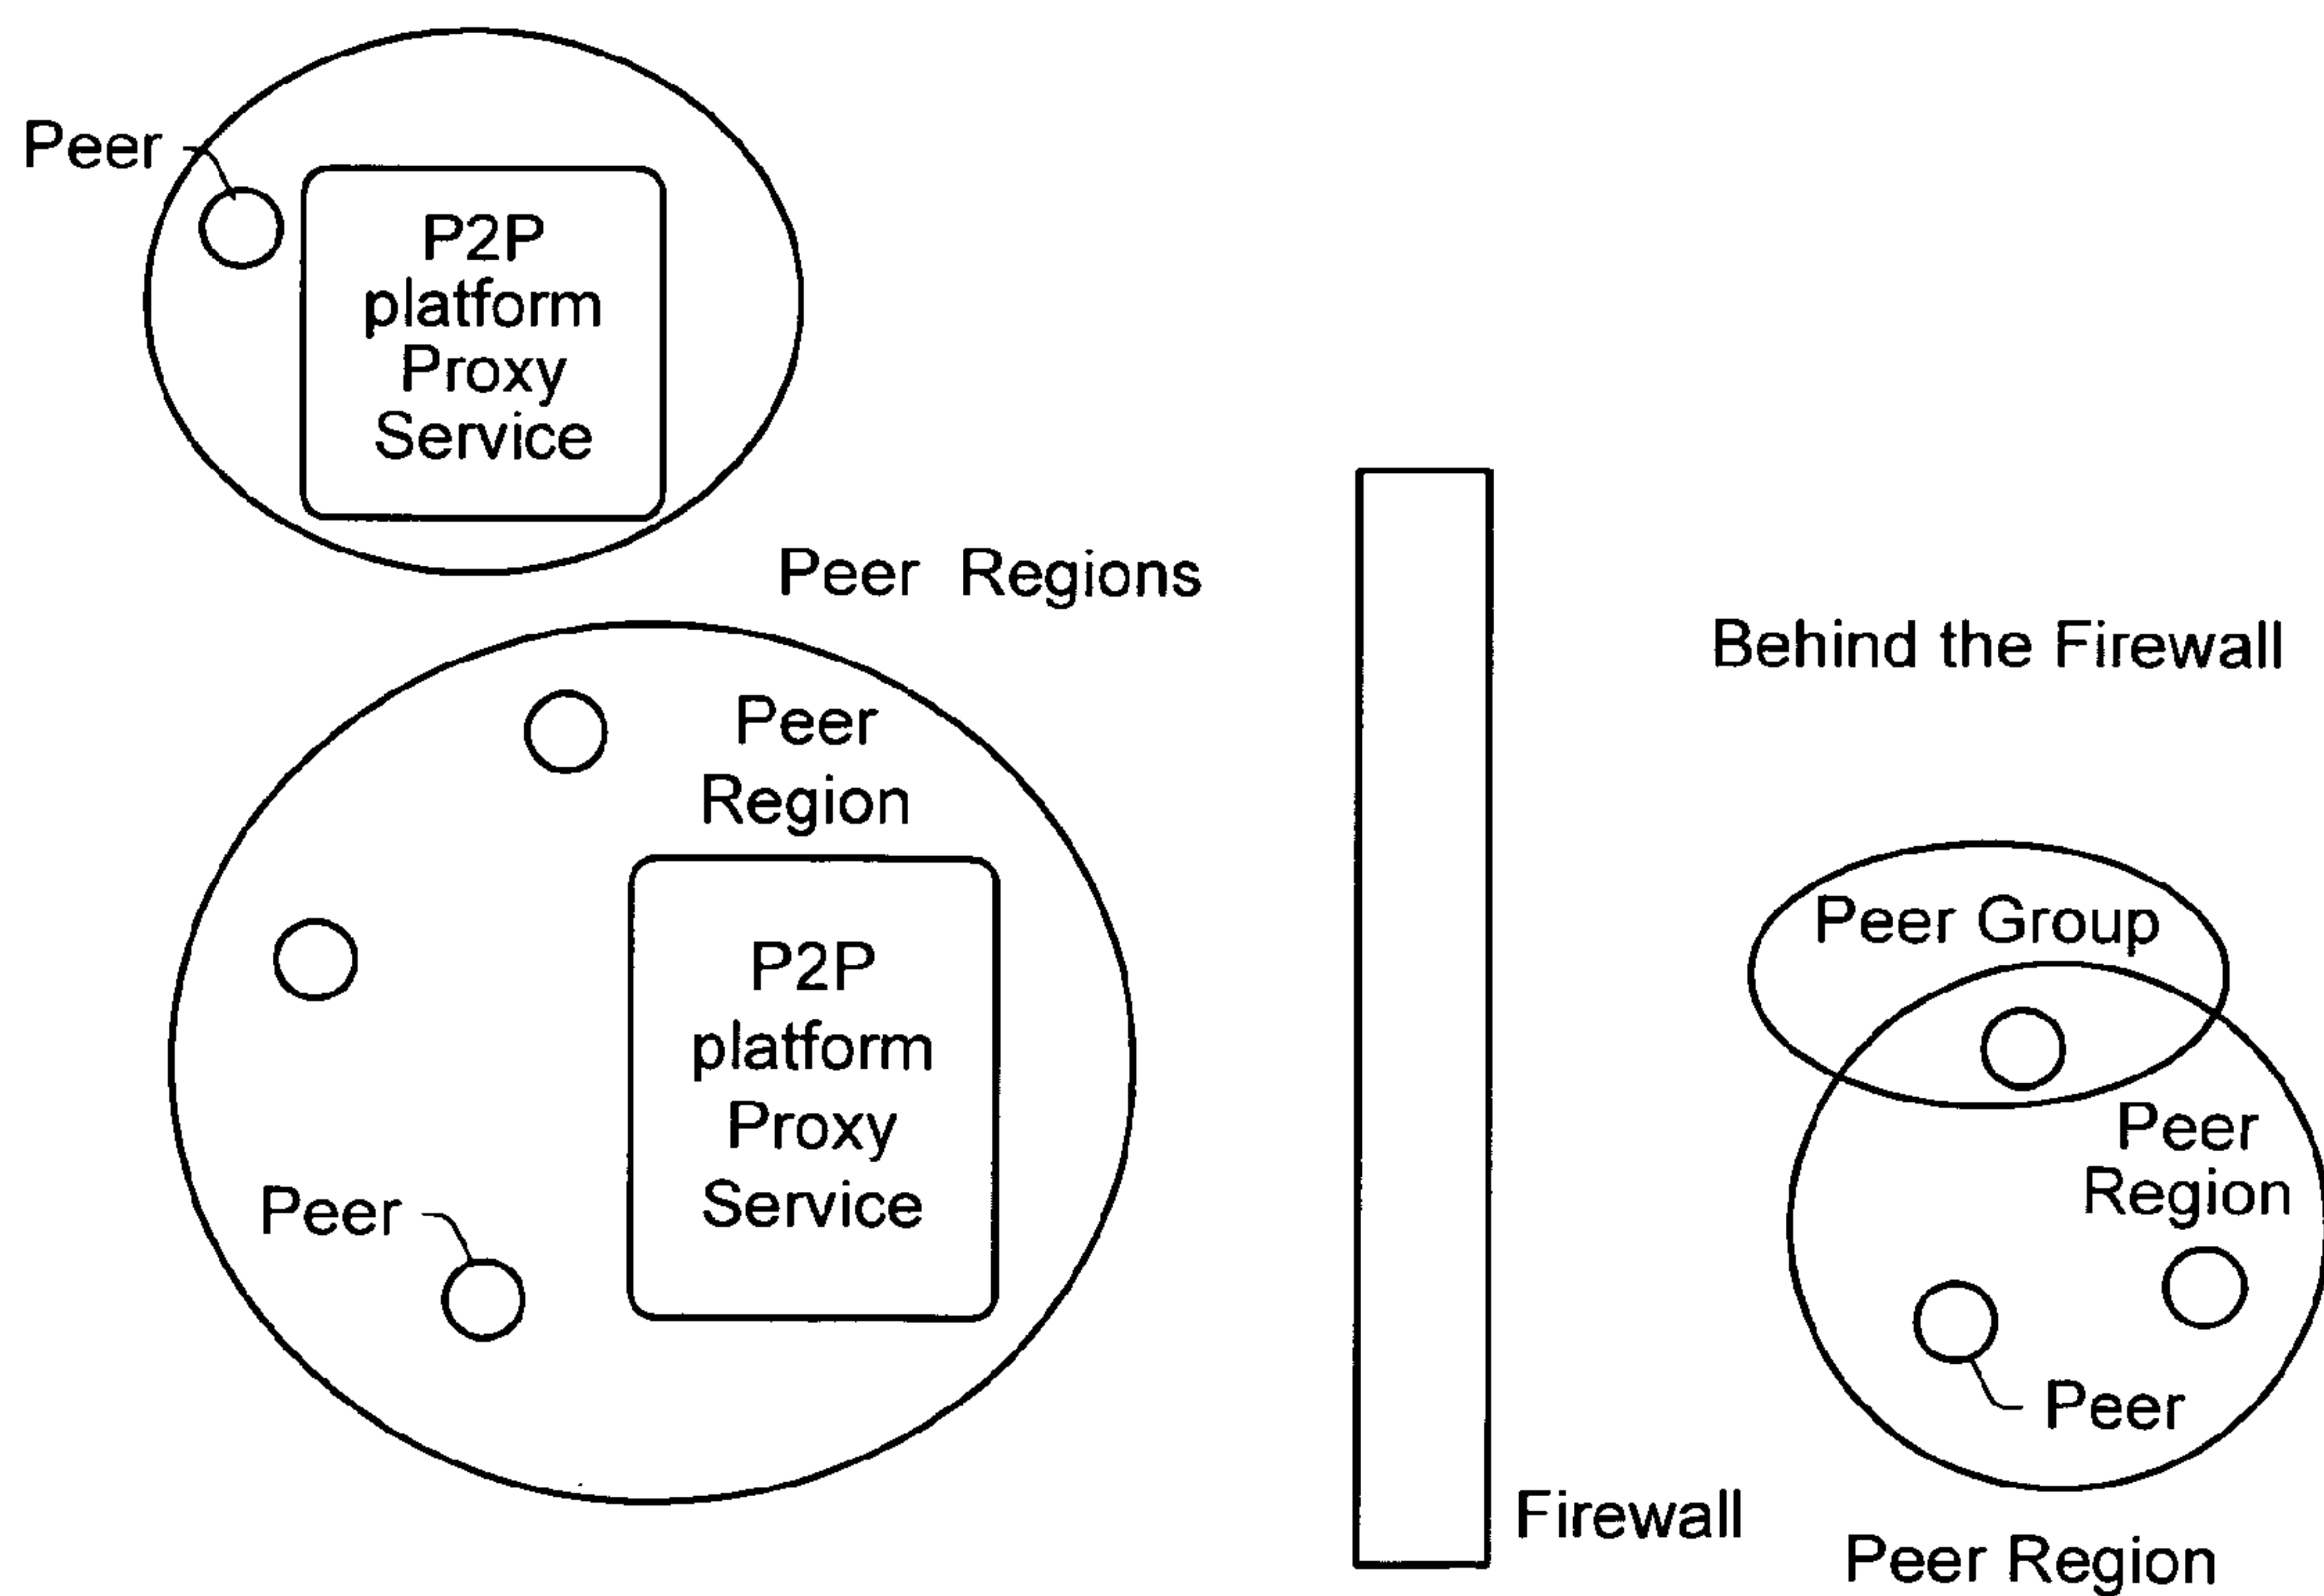 Peer
P2P
platform
Proxy
Service
Peer Regions
Behind the Firewall
Peer
Region
P2P
platform
Proxy
Service
Peer
Peer Group
Peer
Region
Peer
Firewall
Peer Region